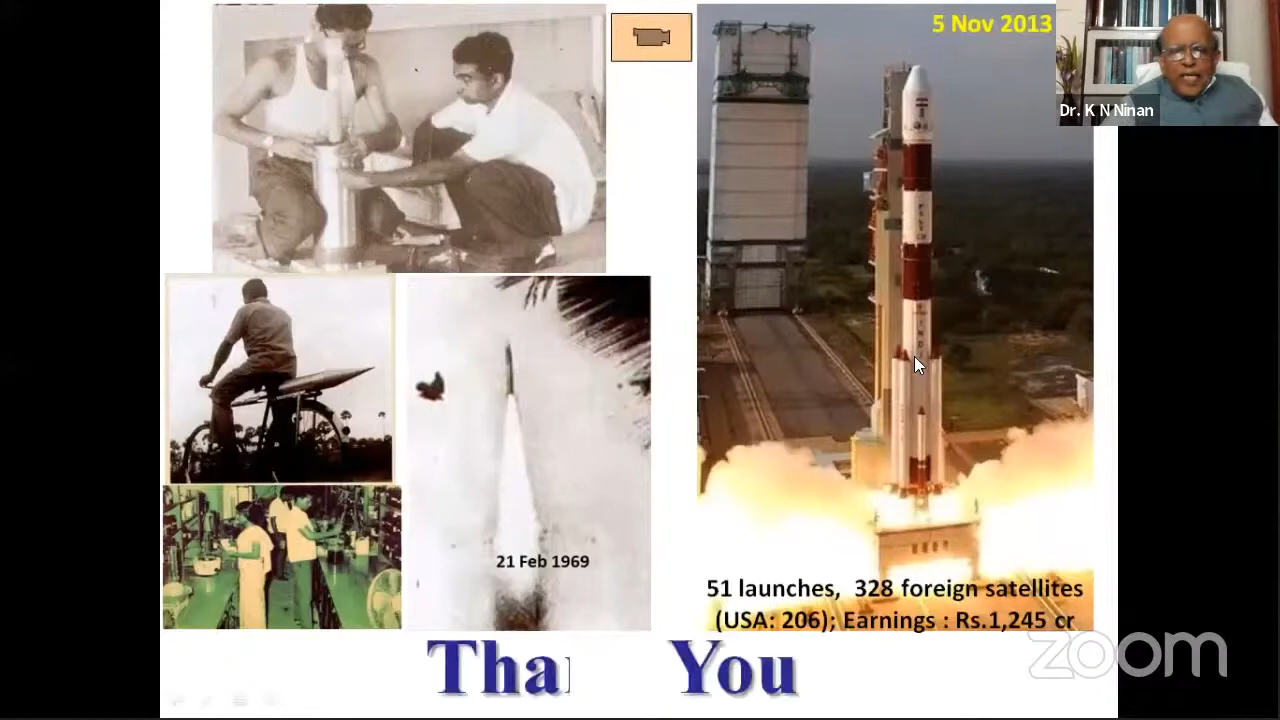 5 Nov 2013
Dr. K N Ninan
21 Feb 1969
51 launches, 328 foreign satellites
(USA: 206); Earnings : Rs.1,245 cr
Tha You
zoom